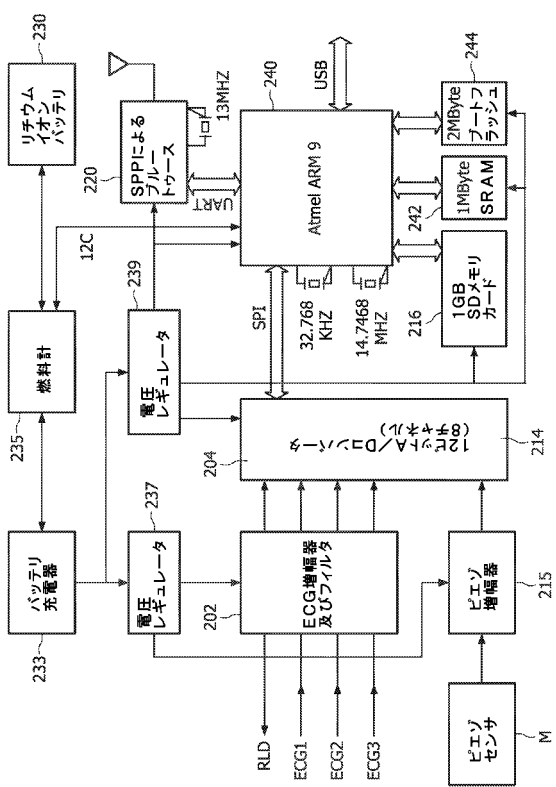 230
リチウム
イオン
バッテリ
235
燃料計
233
バッテリ
充電器
12C
220
SPPによる
ブルー
トゥース
13MHZ
UART
240
Atmel ARM 9
USB
244
2MByte
ブートフ
ラッシュ
242
1MByte
SRAM
216
1GB
SDメモリ
カード
32.768
KHZ
14.7468
MHZ
SPI
239
電圧
レギュレータ
237
電圧
レギュレータ
204
12ビットA/Dコンバータ
(8チャネル)
214
202
ECG増幅器
及びフィルタ
215
ピエゾ
増幅器
RLD
ECG1
ECG2
ECG3
ピエゾ
センサ
M